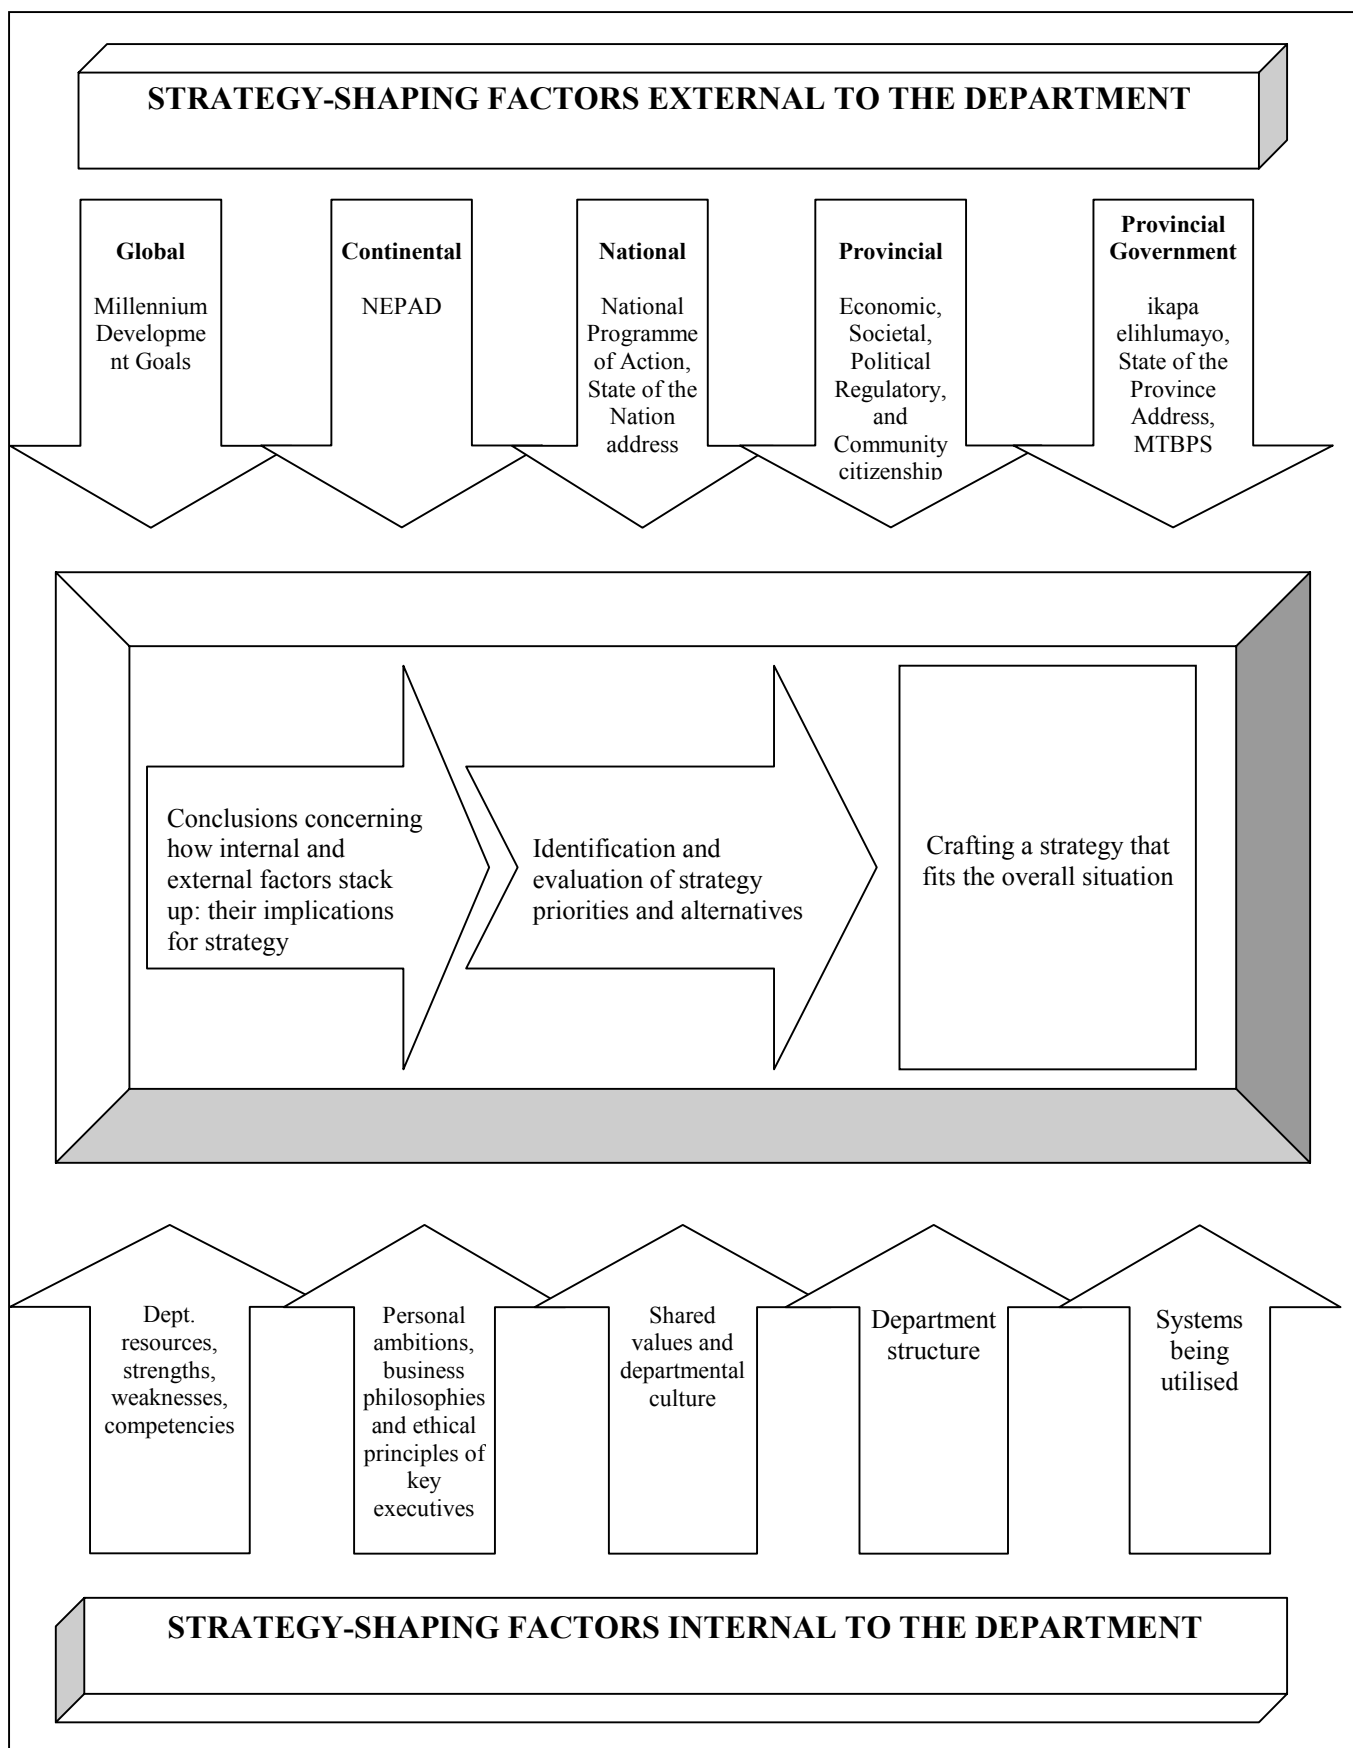 STRATEGY-SHAPING FACTORS EXTERNAL TO THE DEPARTMENT
Global
Millennium
Developme
nt Goals
Continental
NEPAD
National
National
Programme
of Action,
State of the
Nation
address
Provincial
Economic,
Societal,
Political
Regulatory,
and
Community
citizenship
Provincial
Government
ikapa
elihlumayo,
State of the
Province
Address,
MTBPS
Conclusions concerning
how internal and
external factors stack
up: their implications
for strategy
Identification and
evaluation of strategy
priorities and alternatives
Crafting a strategy that
fits the overall situation
Dept.
resources,
strengths,
weaknesses,
competencies
Personal
ambitions,
business
philosophies
and ethical
principles of
key
executives
Shared
values and
departmental
culture
Department
structure
Systems
being
utilised
STRATEGY-SHAPING FACTORS INTERNAL TO THE DEPARTMENT